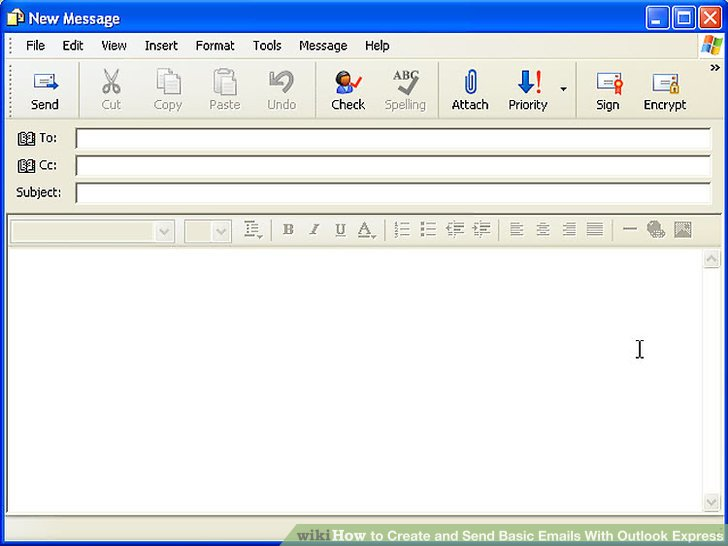 New Message
File Edit View Insert Format Tools Message Help
Send Cut Copy Paste Undo Check Spelling Attach Priority Sign Encrypt
ABC
To:
Cc:
Subject:
B I U A
wikiHow to Create and Send Basic Emails With Outlook Express